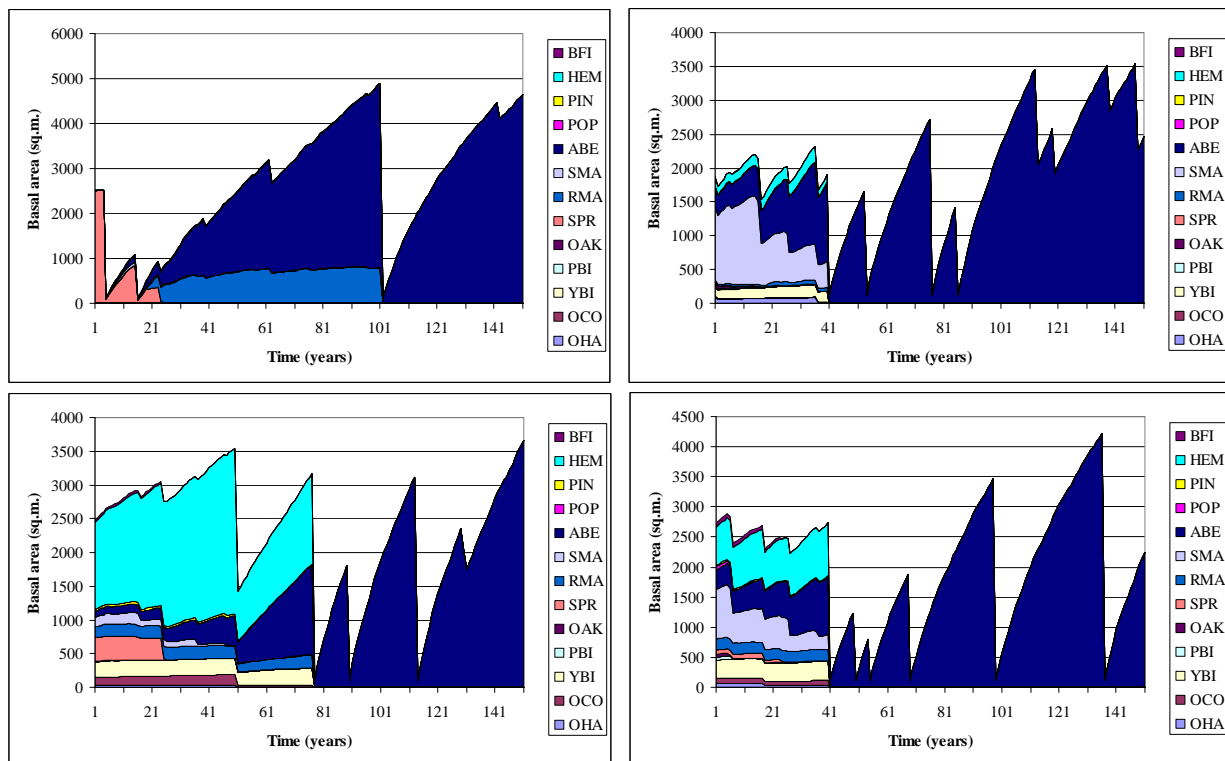 Basal area (sq.m.)
6000
5000
4000
3000
2000
1000
0
1 21 41 61 81 101 121 141
Time (years)
BFI
HEM
PIN
POP
ABE
SMA
RMA
SPR
OAK
PBI
YBI
OCO
OHA
Basal area (sq.m.)
4000
3500
3000
2500
2000
1500
1000
500
0
1 21 41 61 81 101 121 141
Time (years)
BFI
HEM
PIN
POP
ABE
SMA
RMA
SPR
OAK
PBI
YBI
OCO
OHA
Basal area (sq.m.)
4000
3500
3000
2500
2000
1500
1000
500
0
1 21 41 61 81 101 121 141
Time (years)
BFI
HEM
PIN
POP
ABE
SMA
RMA
SPR
OAK
PBI
YBI
OCO
OHA
Basal area (sq.m.)
4500
4000
3500
3000
2500
2000
1500
1000
500
0
1 21 41 61 81 101 121 141
Time (years)
BFI
HEM
PIN
POP
ABE
SMA
RMA
SPR
OAK
PBI
YBI
OCO
OHA